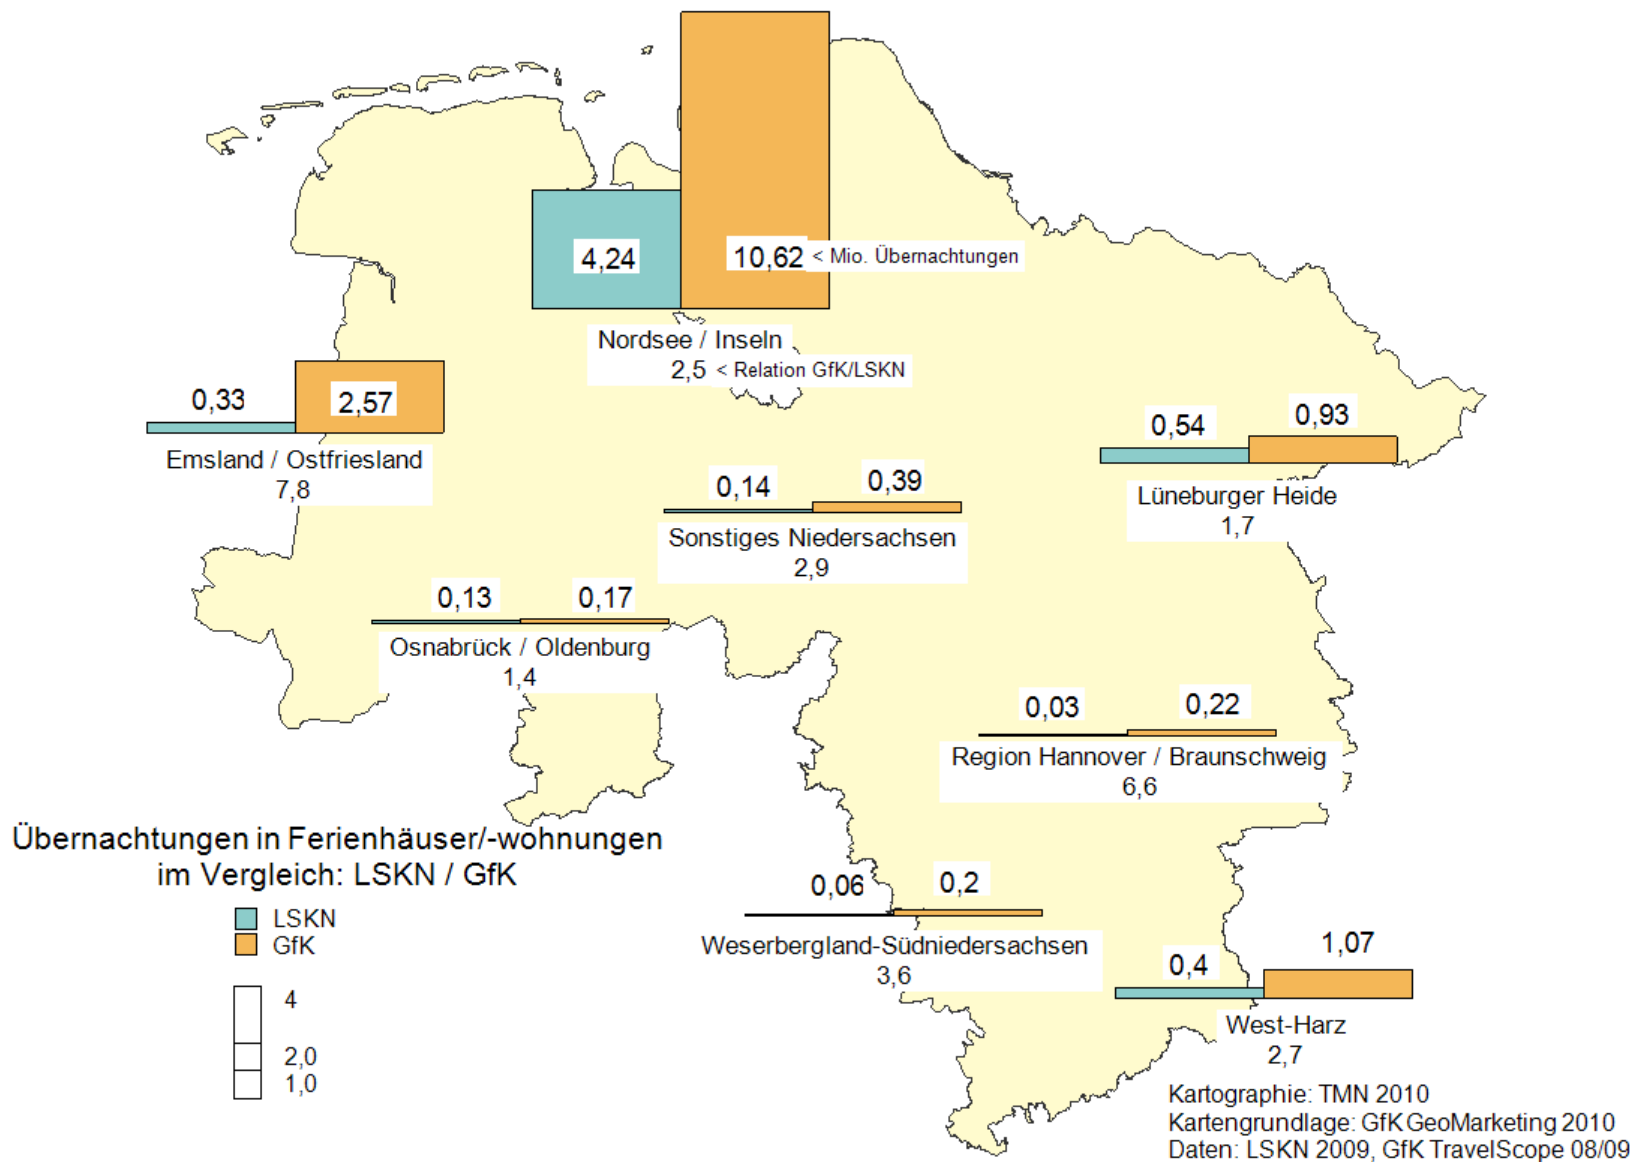 4,24
10,62 < Mio. Übernachtungen
Nordsee / Inseln
2,5 < Relation GfK/LSKN
0,33
2,57
Emsland / Ostfriesland
7,8
0,54
0,93
Lüneburger Heide
1,7
0,14
0,39
Sonstiges Niedersachsen
2,9
0,13
0,17
Osnabrück / Oldenburg
1,4
0,03
0,22
Region Hannover / Braunschweig
6,6
Übernachtungen in Ferienhäuser/-wohnungen
im Vergleich: LSKN / GfK
LSKN
GfK
4
2,0
1,0
0,06
0,2
Weserbergland-Südniedersachsen
3,6
0,4
1,07
West-Harz
2,7
Kartographie: TMN 2010
Kartengrundlage: GfK GeoMarketing 2010
Daten: LSKN 2009, GfK TravelScope 08/09